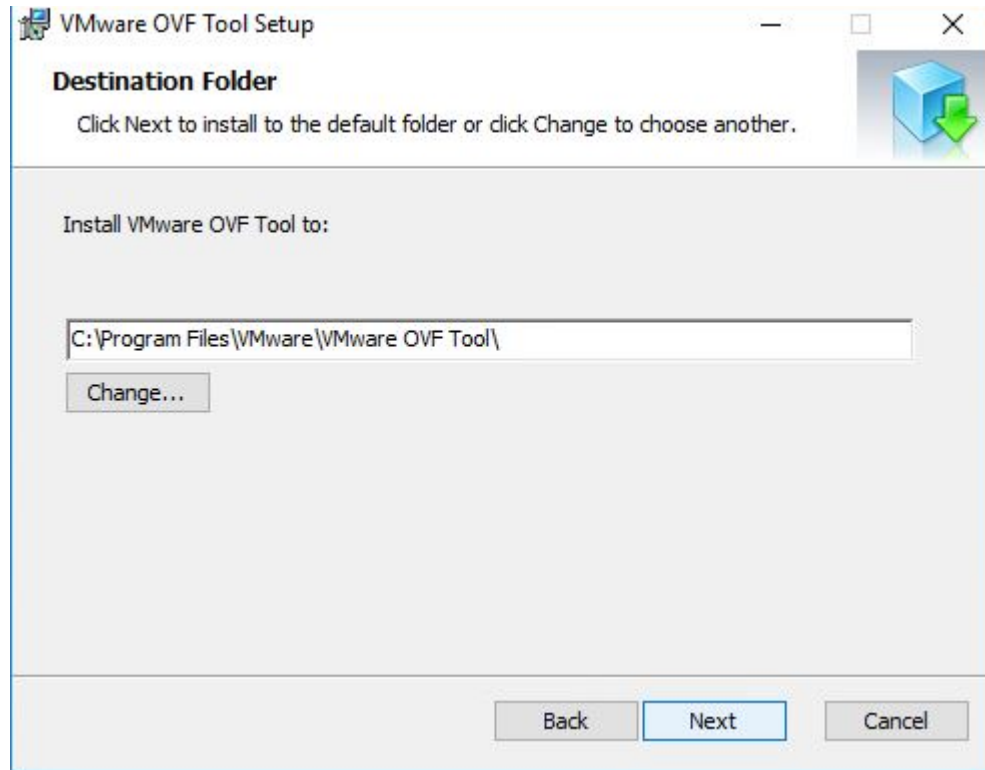 VMware OVF Tool Setup
Destination Folder
Click Next to install to the default folder or click Change to choose another.
Install VMware OVF Tool to:
C:\Program Files\VMware\VMware OVF Tool\
Change...
Back Next Cancel